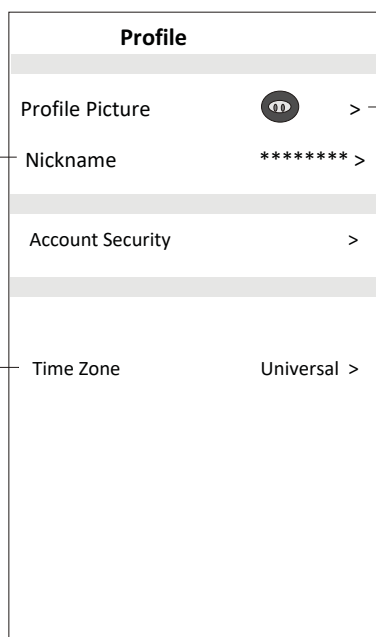 Profile
Profile Picture >
Nickname ******** >
Account Security >
Time Zone Universal >